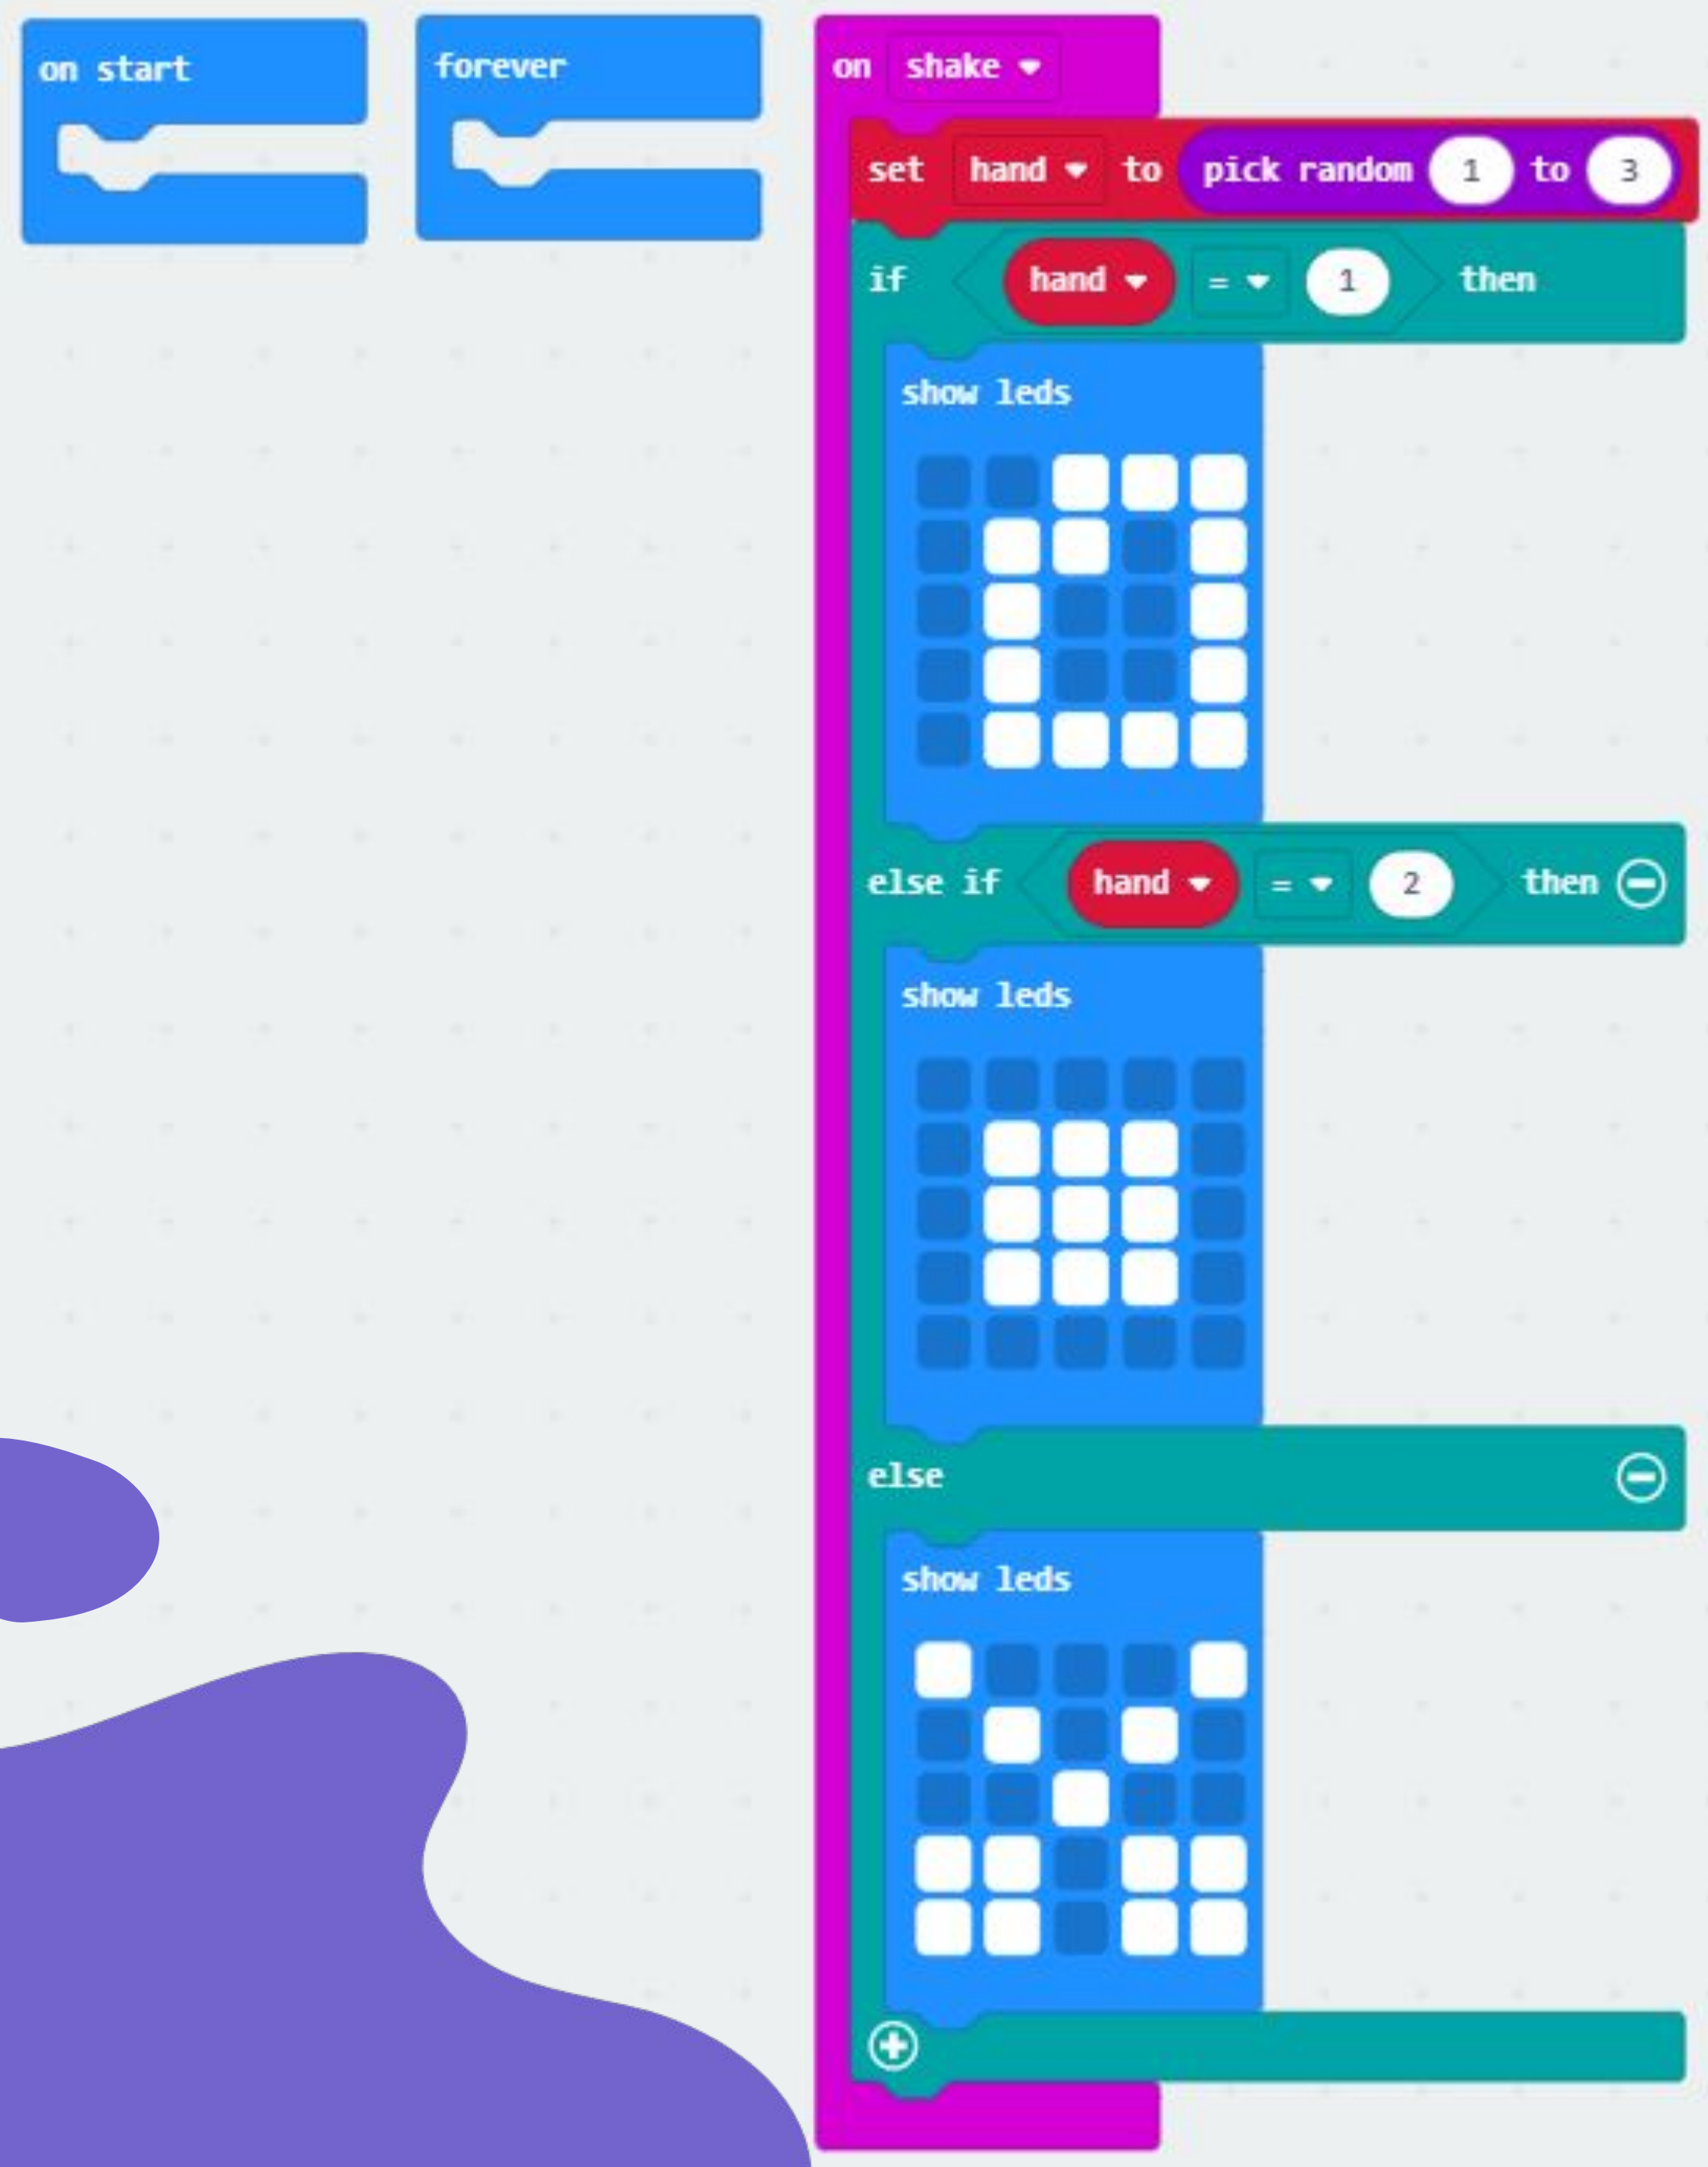 on start
forever
on shake
set hand to pick random 1 to 3
if hand = 1 then
show leds
else if hand = 2 then
show leds
else
show leds